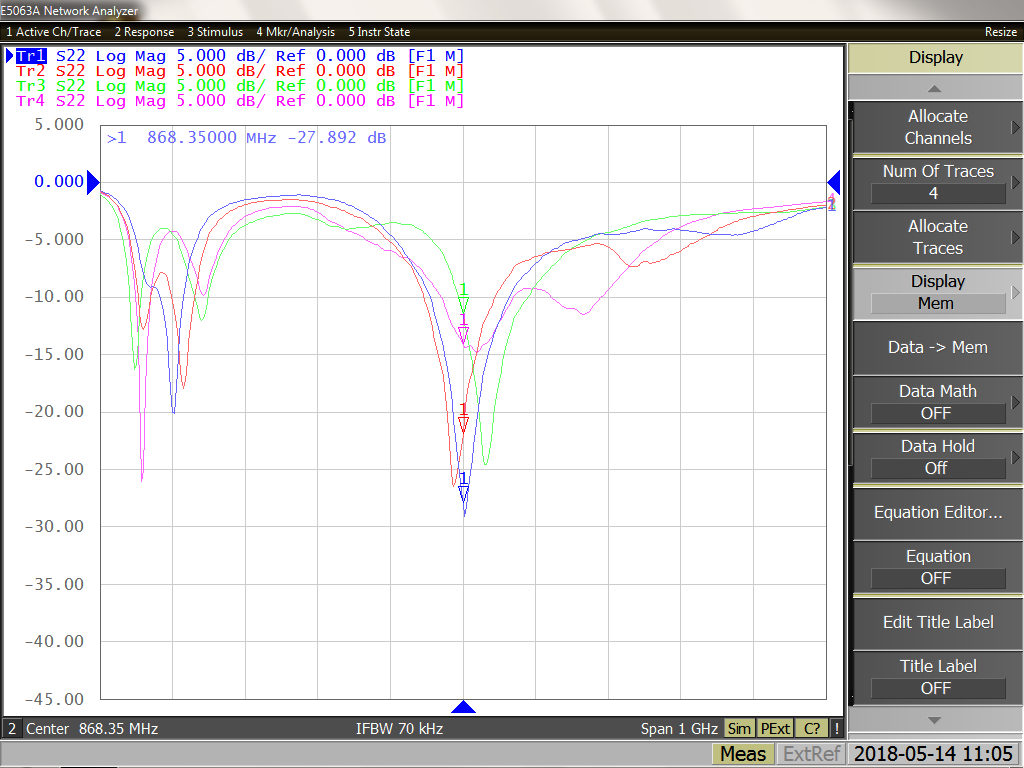 E5063A Network Analyzer
1 Active Ch/Trace 2 Response 3 Stimulus 4 Mkr/Analysis 5 Instr State
Resize
Tr1 S22 Log Mag 5.000 dB/ Ref 0.000 dB [F1 M]
Tr2 S22 Log Mag 5.000 dB/ Ref 0.000 dB [F1 M]
Tr3 S22 Log Mag 5.000 dB/ Ref 0.000 dB [F1 M]
Tr4 S22 Log Mag 5.000 dB/ Ref 0.000 dB [F1 M]
5.000
>1 868.35000 MHz -27.892 dB
0.000
-5.000
-10.00
-15.00
-20.00
-25.00
-30.00
-35.00
-40.00
-45.00
1
1
1
1
2 Center 868.35 MHz
IFBW 70 kHz
Span 1 GHz Sim PExt C? !
Display
Allocate
Channels
Num Of Traces
4
Allocate
Traces
Display
Mem
Data -> Mem
Data Math
OFF
Data Hold
Off
Equation Editor...
Equation
OFF
Edit Title Label
Title Label
OFF
Meas ExtRef 2018-05-14 11:05